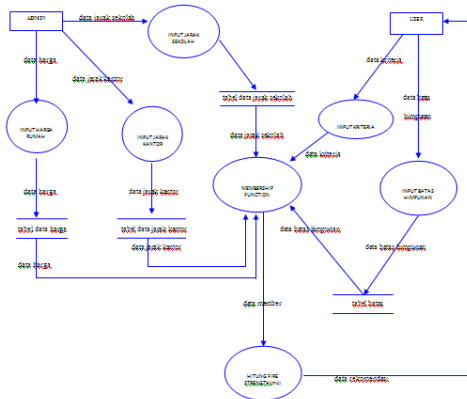 ADMIN
data jarak sekolah
INPUT JARAK
SEKOLAH
USER
data harga
data jarak kantor
data kriteria
data batas
himpunan
tabel data jarak sekolah
INPUT HARGA
RUMAH
INPUT JARAK
KANTOR
INPUT KRITERIA
data jarak sekolah
data kriteria
data harga
data jarak kantor
MEMBERSHIP
FUNCTION
INPUT BATAS
HIMPUNAN
tabel data harga
tabel data jarak kantor
data batas himpunan
data jarak kantor
data batas himpunan
data harga
data member
tabel batas
HITUNG FIRE
data rekomendasi